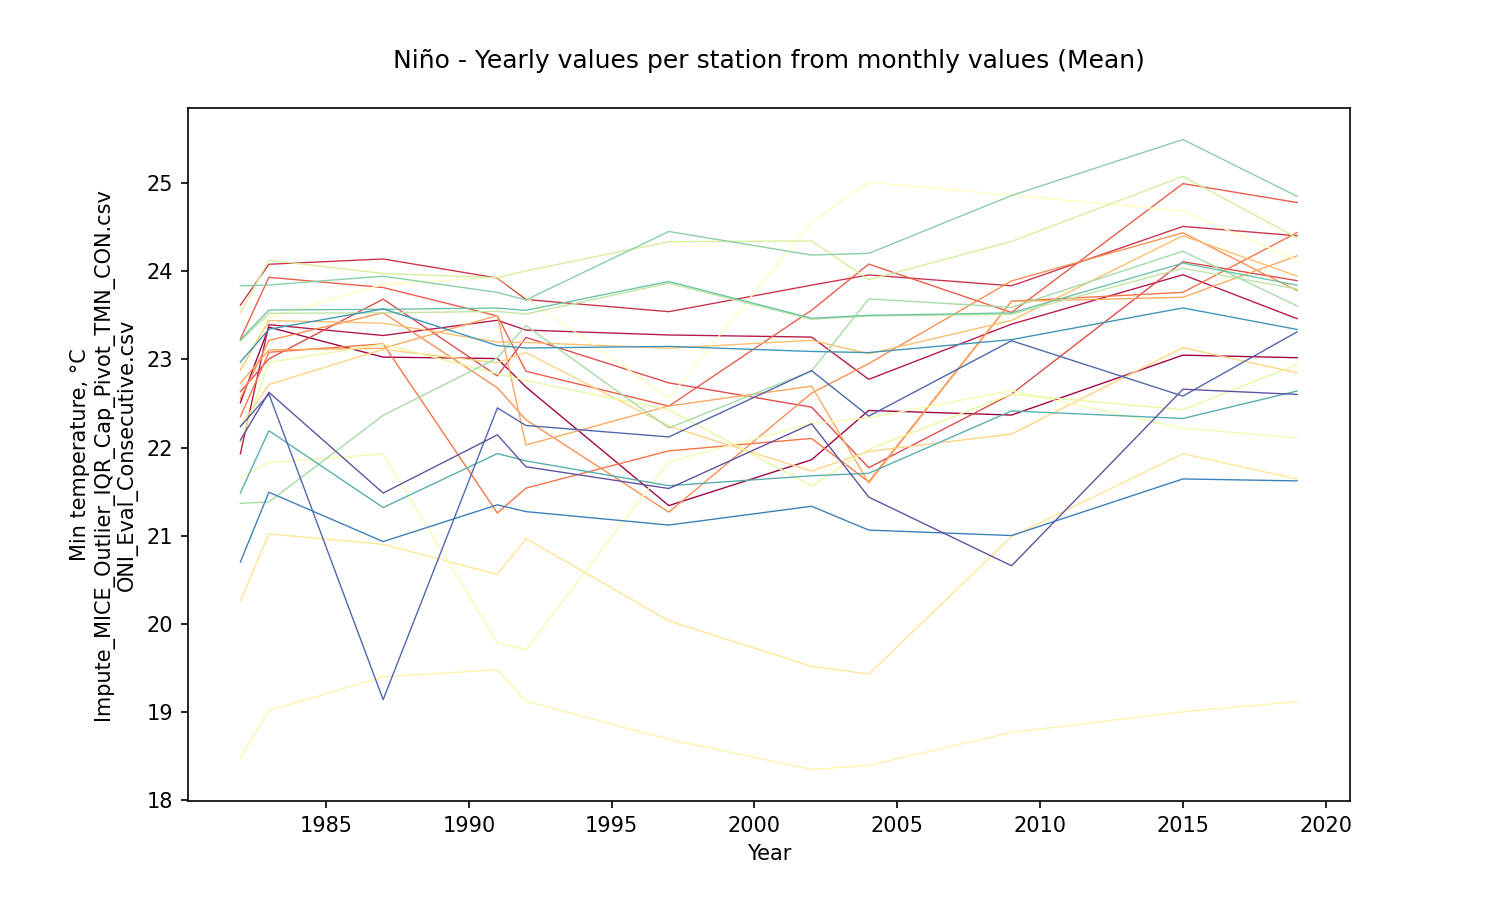 Niño - Yearly values per station from monthly values (Mean)
Min temperature, °C
Impute_MICE_Outlier_IQR_Cap_Pivot_TMN_CON.csv
ONI_Eval_Consecutive.csv
25
24
23
22
21
20
19
18
1985 1990 1995 2000 2005 2010 2015 2020
Year